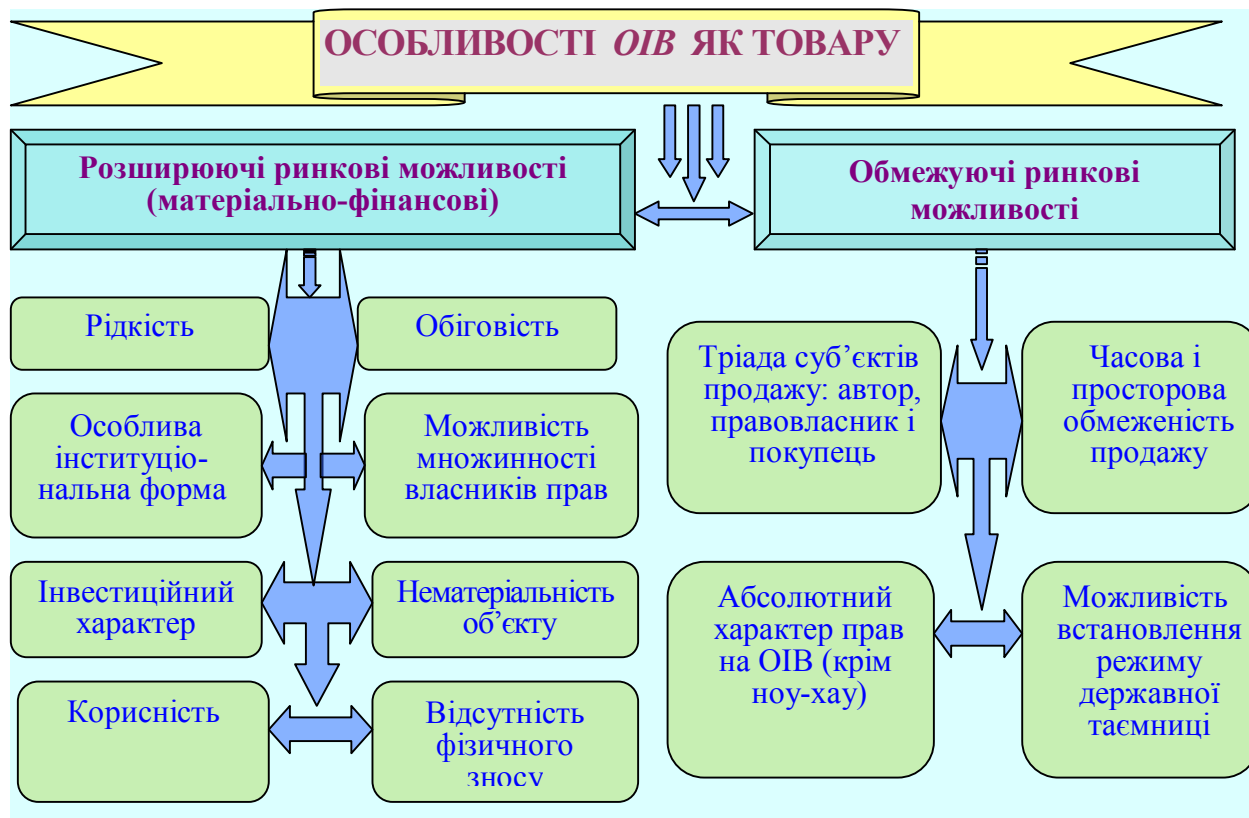 ОСОБЛИВОСТІ ОІВ ЯК ТОВАРУ
Розширюючі ринкові можливості
(матеріально-фінансові)
Обмежуючі ринкові
можливості
Рідкість
Обіговість
Особлива
інституціо-
нальна форма
Можливість
множинності
власників прав
Інвестиційний
характер
Нематеріальність
об’єкту
Корисність
Відсутність
фізичного
зносу
Тріада суб’єктів
продажу: автор,
правовласник і
покупець
Часова і
просторова
обмеженість
продажу
Абсолютний
характер прав
на ОІВ (крім
ноу-хау)
Можливість
встановлення
режиму
державної
таємниці